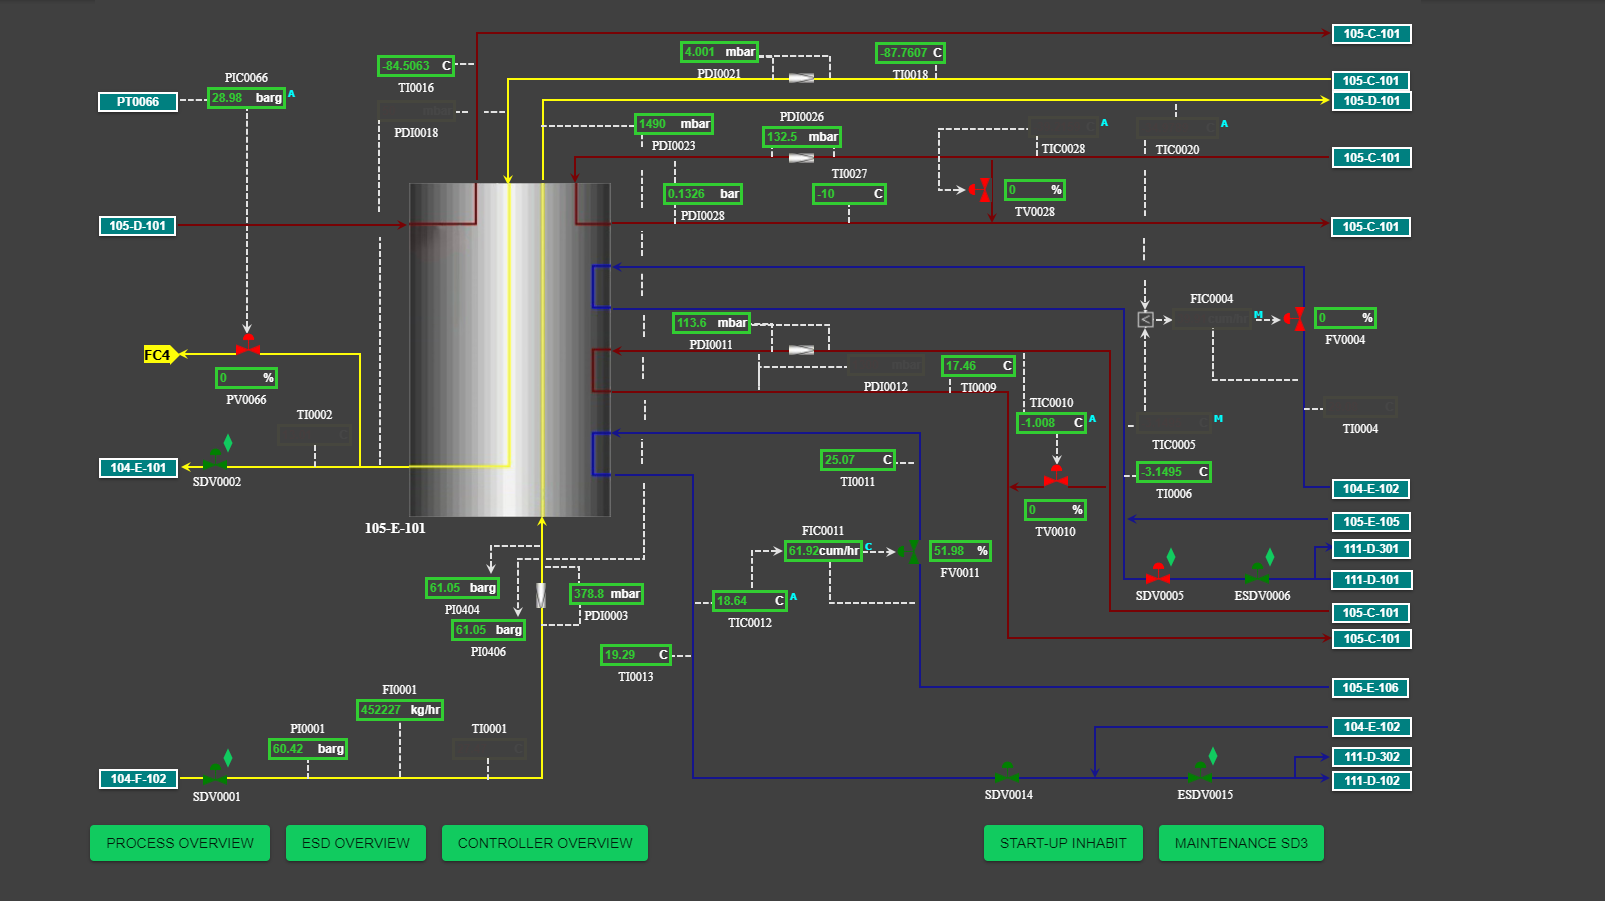 105-C-101
4.001 mbar
-87.7607 C
PIC0066
-84.5063 C
PDI0021
TI0018
105-C-101
TI0016
PT0066
28.98 barg A
105-D-101
mbar
PDI0018
1490 mbar
PDI0026
C A
C A
132.5 mbar
PDI0023
TIC0028
TIC0020
105-C-101
TI0027
0.1326 bar
-10 C
0 %
PDI0028
TV0028
105-D-101
105-C-101
FIC0004
113.6 mbar
<
cum/hr M
0 %
PDI0011
FV0004
FC4
mbar
17.46 C
0 %
PDI0012
TI0009
PV0066
TIC0010
C
TI0002
-1.008 C A
C M
TI0004
C
TIC0005
104-E-101
25.07 C
-3.1495 C
SDV0002
TI0011
TI0006
104-E-102
105-E-101
0 %
105-E-105
FIC0011
TV0010
61.92 cum/hr C
51.98 %
111-D-301
FV0011
61.05 barg
378.8 mbar
SDV0005
ESDV0006
111-D-101
PI0404
PDI0003
18.64 C A
105-C-101
61.05 barg
TIC0012
PI0406
105-C-101
19.29 C
TI0013
105-E-106
FI0001
452227 kg/hr
PI0001
TI0001
104-E-102
60.42 barg
C
111-D-302
104-F-102
111-D-102
SDV0001
SDV0014
ESDV0015
PROCESS OVERVIEW
ESD OVERVIEW
CONTROLLER OVERVIEW
START-UP INHABIT
MAINTENANCE SD3